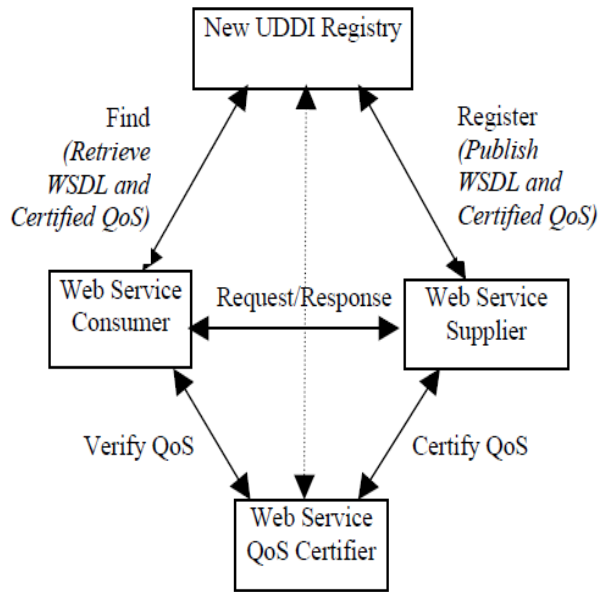 New UDDI Registry
Find
(Retrieve
WSDL and
Certified QoS)
Register
(Publish
WSDL and
Certified QoS)
Web Service
Consumer
Request/Response
Web Service
Supplier
Verify QoS
Certify QoS
Web Service
QoS Certifier